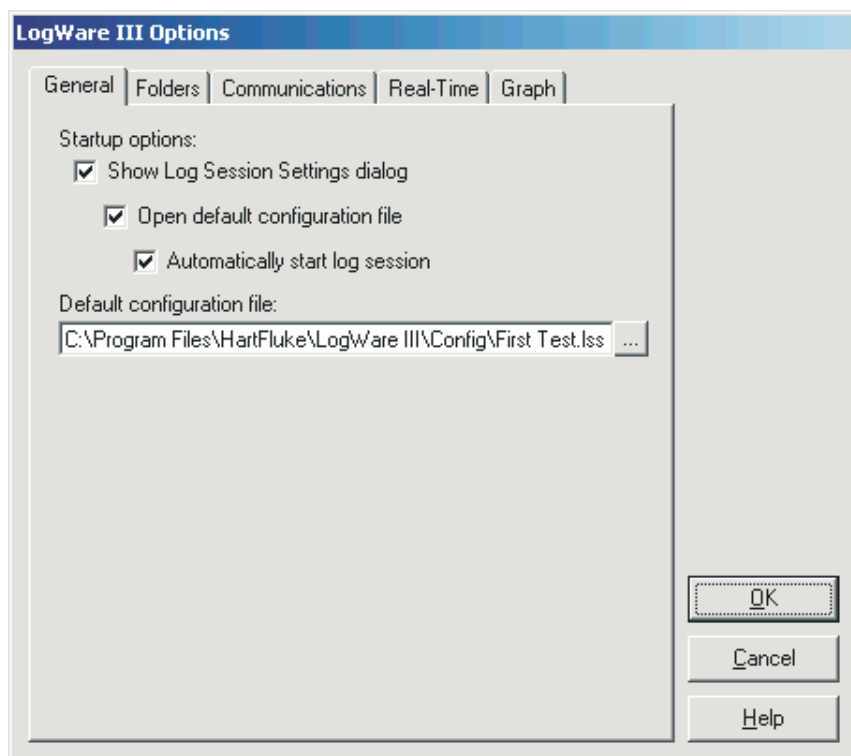 LogWare III Options
General Folders Communications Real-Time Graph
Startup options:
Show Log Session Settings dialog
Open default configuration file
Automatically start log session
Default configuration file:
C:\Program Files\HartFluke\LogWare III\Config\First Test.lss ...
OK
Cancel
Help